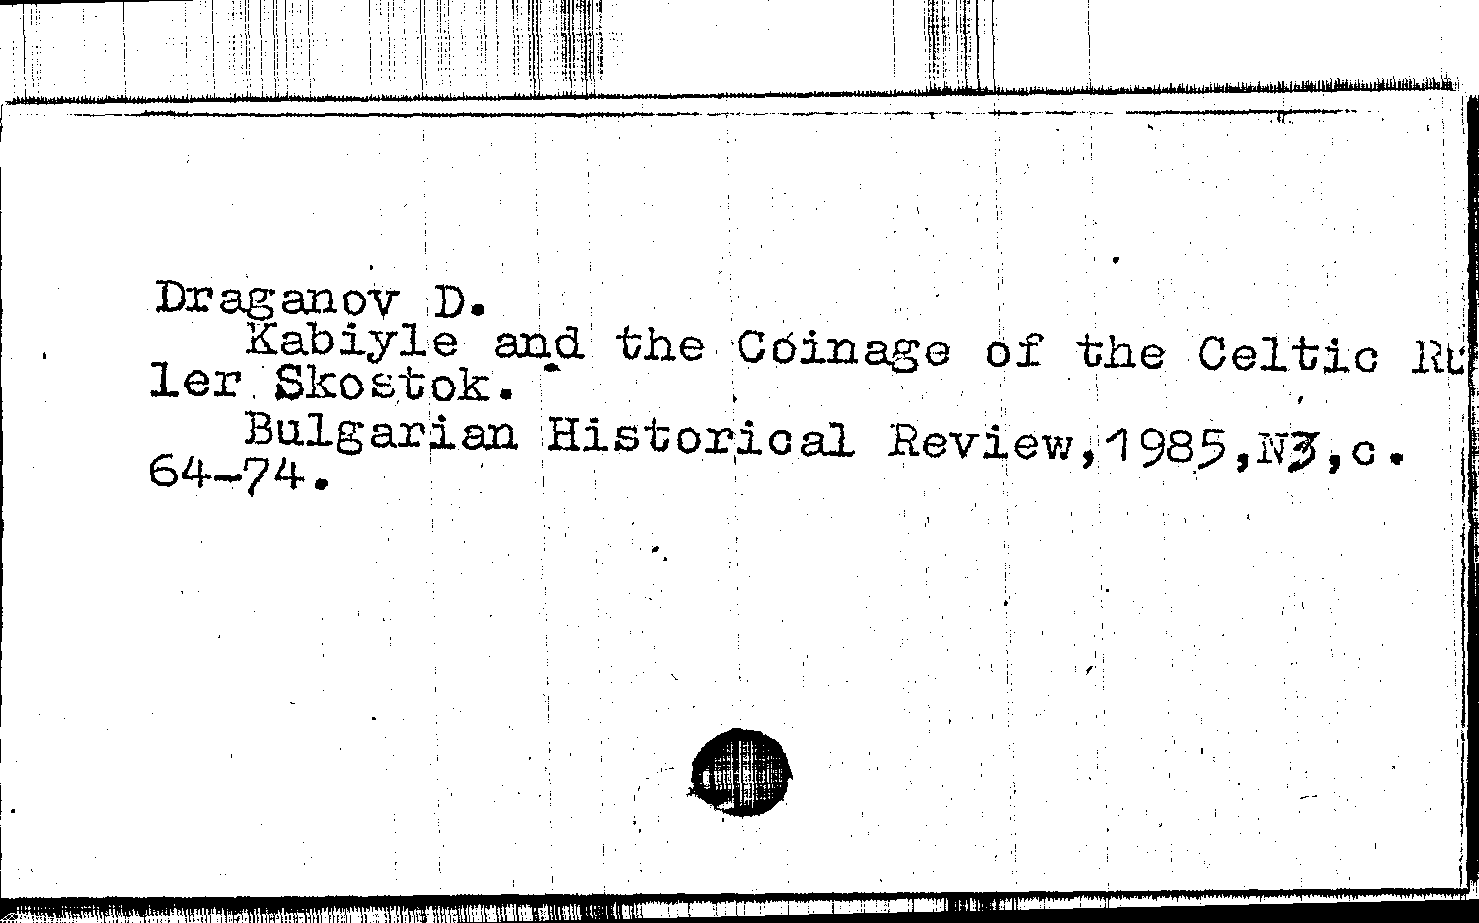 Draganov D.
Kabiyle and the Coinage of the Celtic Ru
ler Skostok.
Bulgarian Historical Review,1985,N3,c.
64-74.